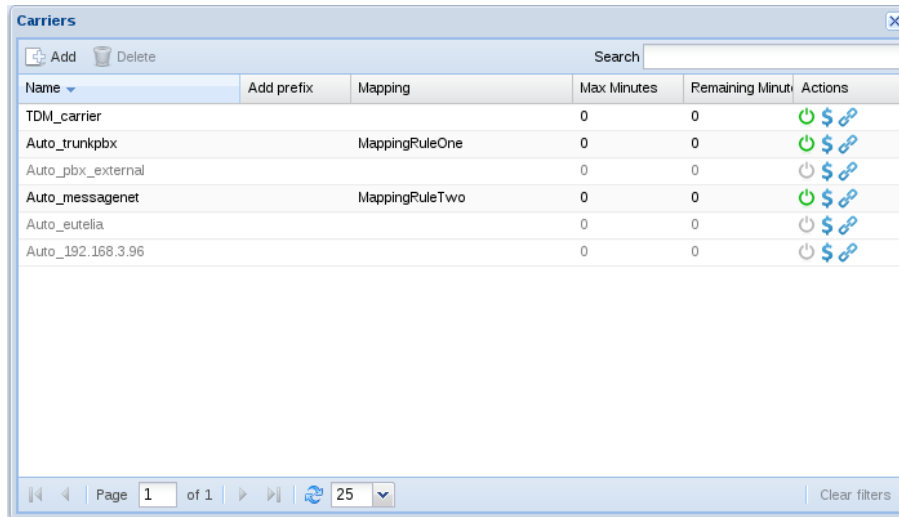 Carriers
Add Delete Search
Name Add prefix Mapping Max Minutes Remaining Minut Actions
TDM_carrier 0 0
Auto_trunkpbx MappingRuleOne 0 0
Auto_pbx_external 0 0
Auto_messagenet MappingRuleTwo 0 0
Auto_eutelia 0 0
Auto_192.168.3.96 0 0
Page 1 of 1 25 Clear filters